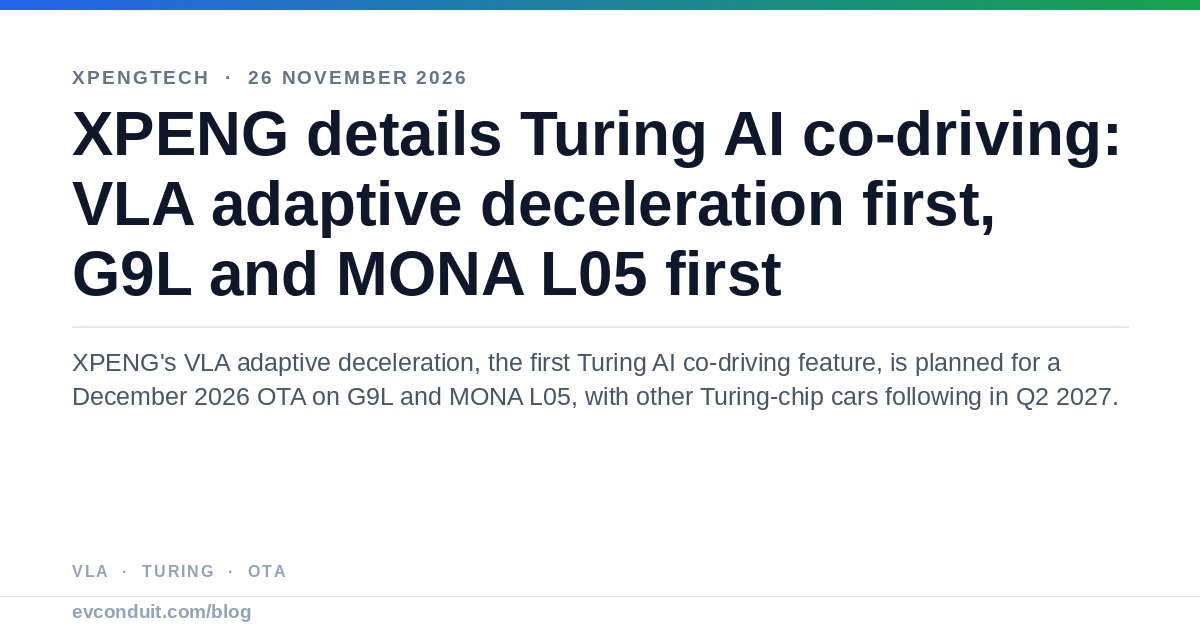 XPENGTECH · 26 NOVEMBER 2026
XPENG details Turing AI co-driving:
VLA adaptive deceleration first,
G9L and MONA L05 first
XPENG's VLA adaptive deceleration, the first Turing AI co-driving feature, is planned for a
December 2026 OTA on G9L and MONA L05, with other Turing-chip cars following in Q2 2027.
VLA · TURING · OTA
evconduit.com/blog